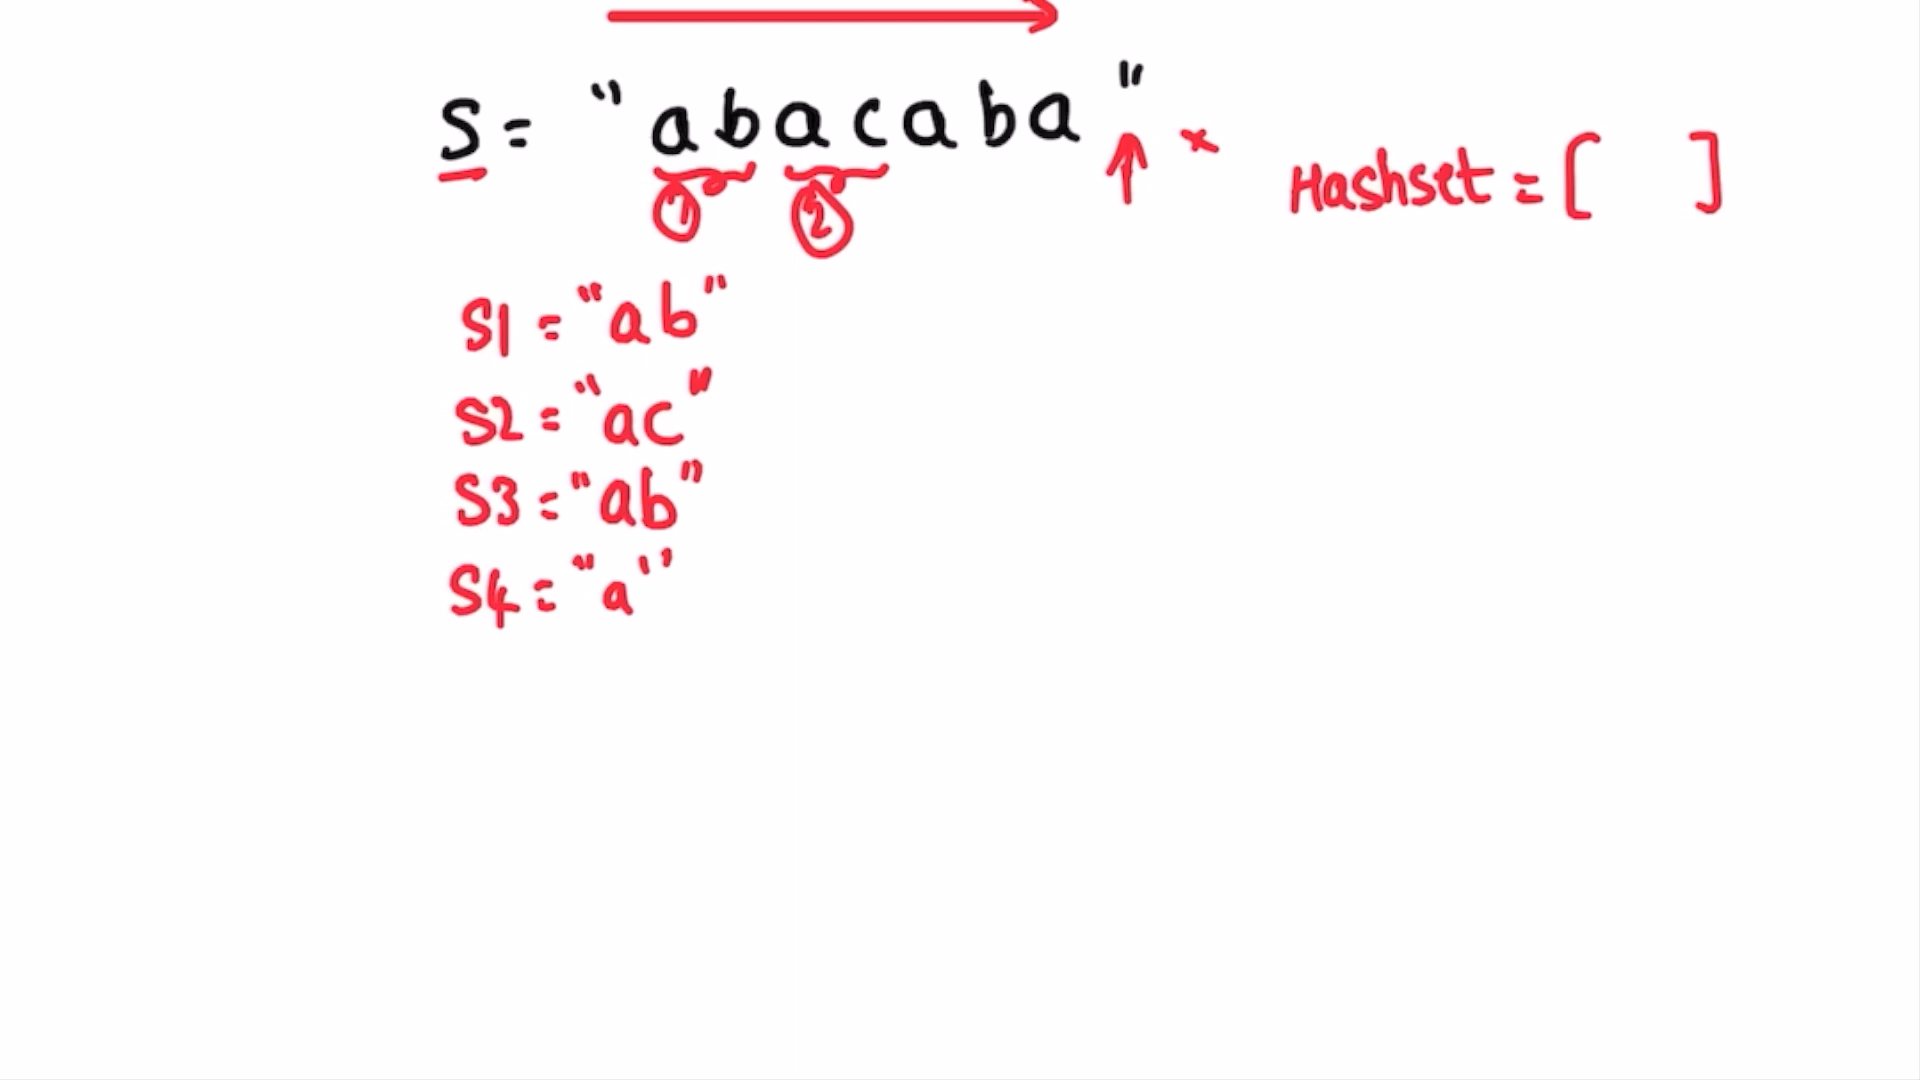 S = "abacaba"
1 2
Hashset = [ ]
S1 = "ab"
S2 = "ac"
S3 = "ab"
S4 = "a"